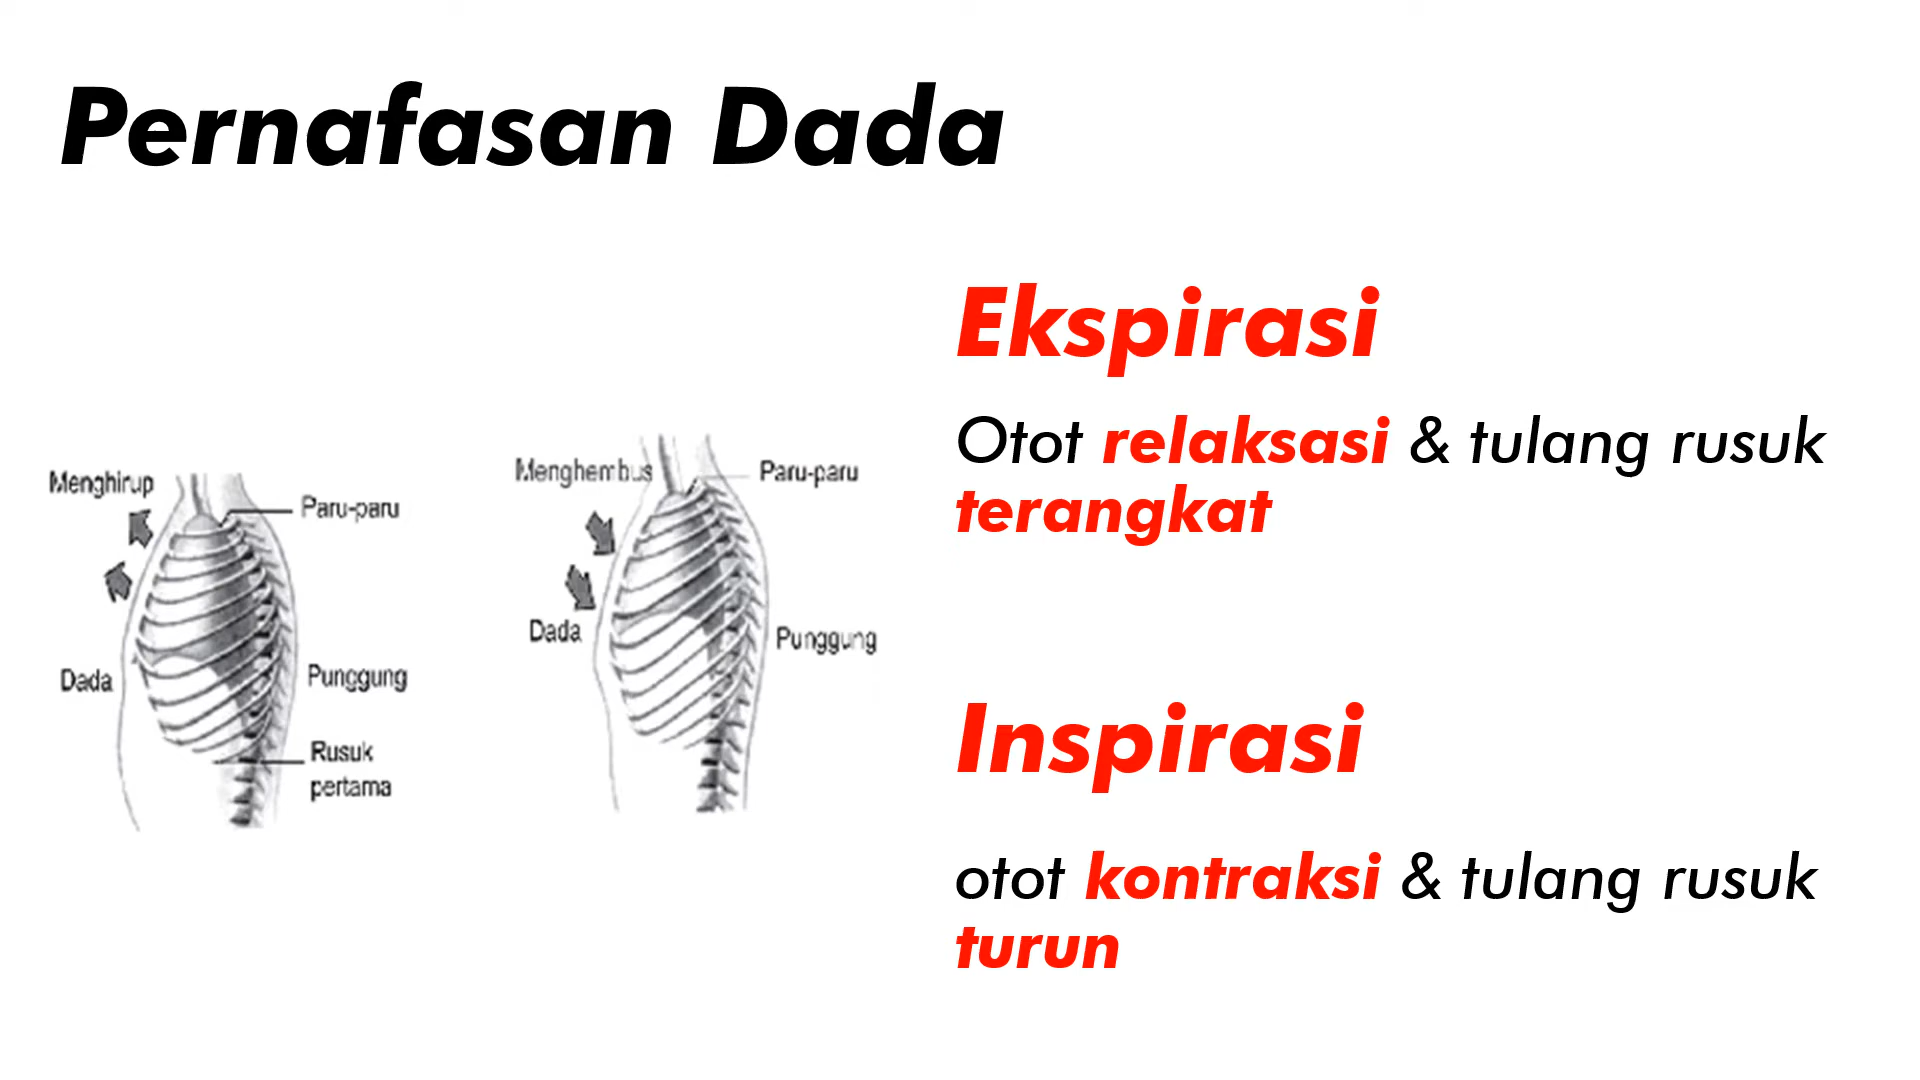 Pernafasan Dada
Menghirup
Paru-paru
Dada
Punggung
Rusuk
pertama
Menghembus
Paru-paru
Dada
Punggung
Ekspirasi
Otot relaksasi & tulang rusuk
terangkat
Inspirasi
otot kontraksi & tulang rusuk
turun